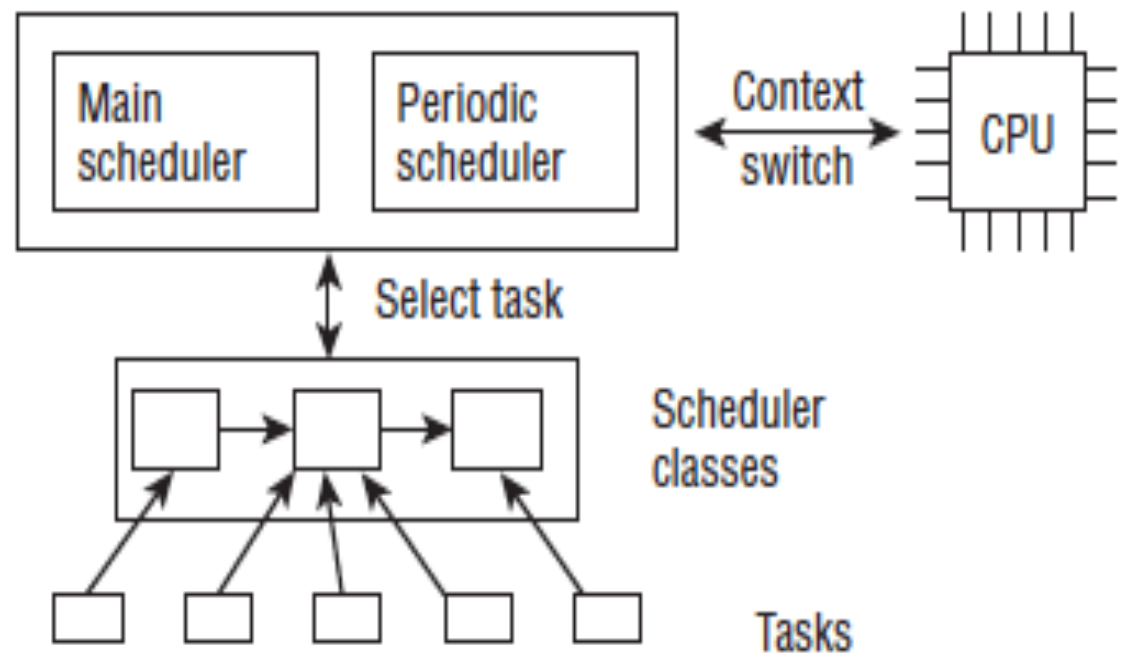 Main
scheduler
Periodic
scheduler
Context
switch
CPU
Select task
Scheduler
classes
Tasks